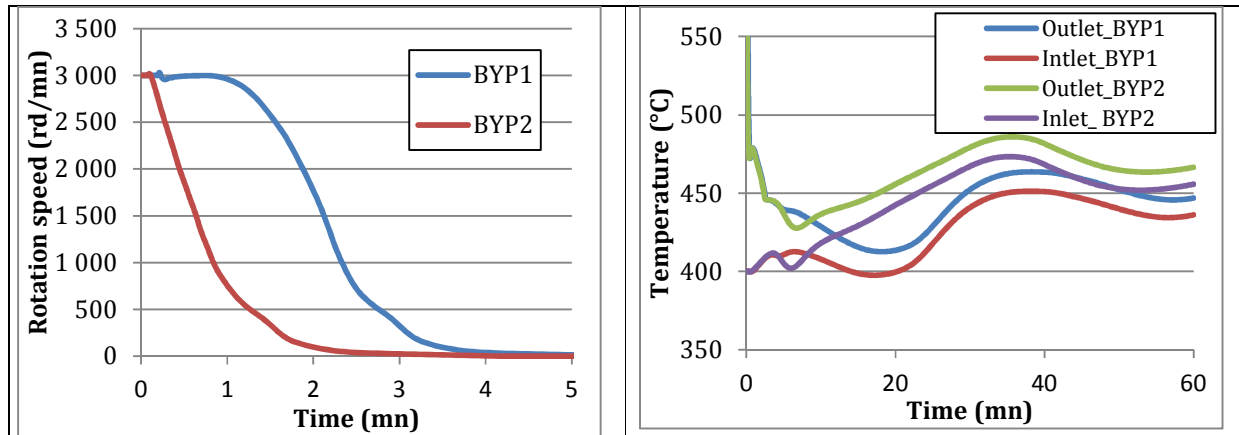 3 500
3 000
2 500
2 000
1 500
1 000
500
0
0
1
2
3
4
5
Rotation speed (rd/mn)
Time (mn)
BYP1
BYP2
550
500
450
400
350
0
20
40
60
Temperature (°C)
Time (mn)
Outlet_BYP1
Intlet_BYP1
Outlet_BYP2
Inlet_ BYP2